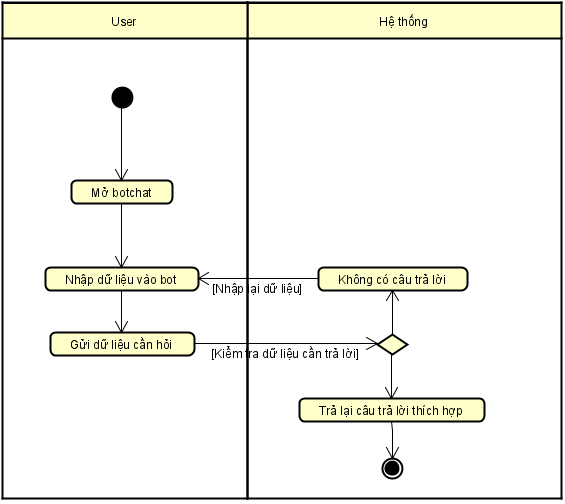 User
Hệ thống
Mở botchat
Nhập dữ liệu vào bot
Không có câu trả lời
[Nhập lại dữ liệu]
Gửi dữ liệu cần hỏi
[Kiểm tra dữ liệu cần trả lời]
Trả lại câu trả lời thích hợp